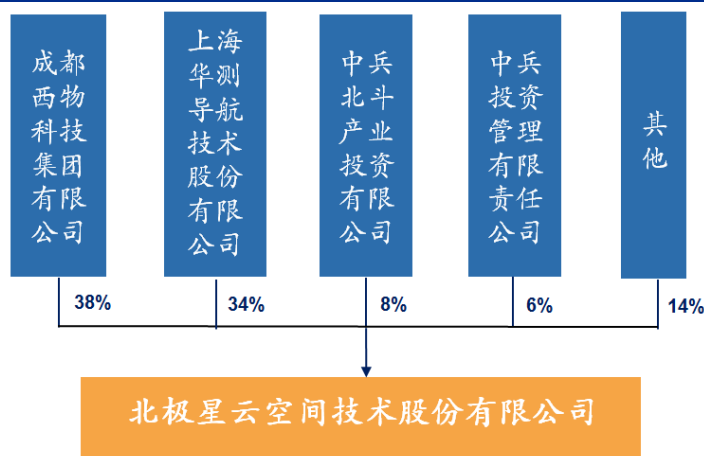 成都
西物
科技
集团
有限
公司
上海
华测
导航
技术
股份
有限
公司
中兵
北斗
产业
投资
有限
公司
中兵
投资
管理
有限
责任
公司
其
他
38%
34%
8%
6%
14%
北极星云空间技术股份有限公司